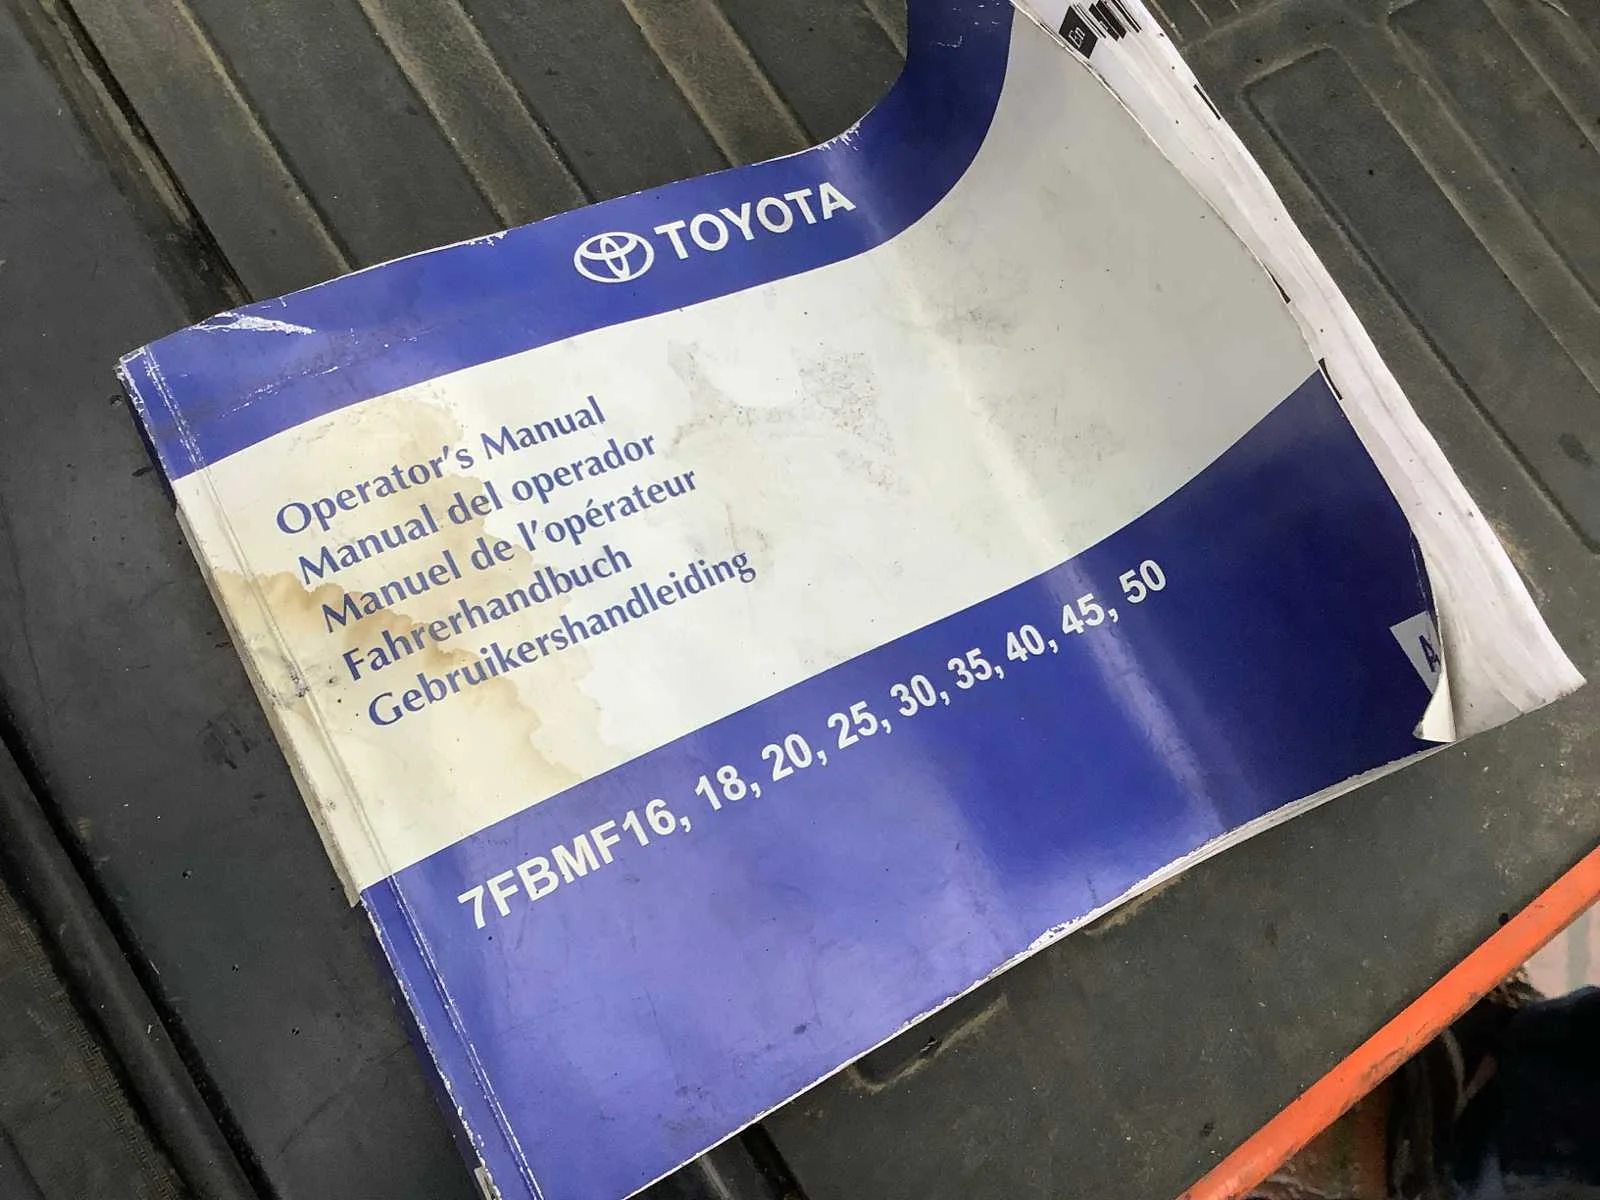 TOYOTA
Operator's Manual
Manual del operador
Manuel de l'opérateur
Fahrerhandbuch
Gebruikershandleiding
7FBMF16, 18, 20, 25, 30, 35, 40, 45, 50
En
A